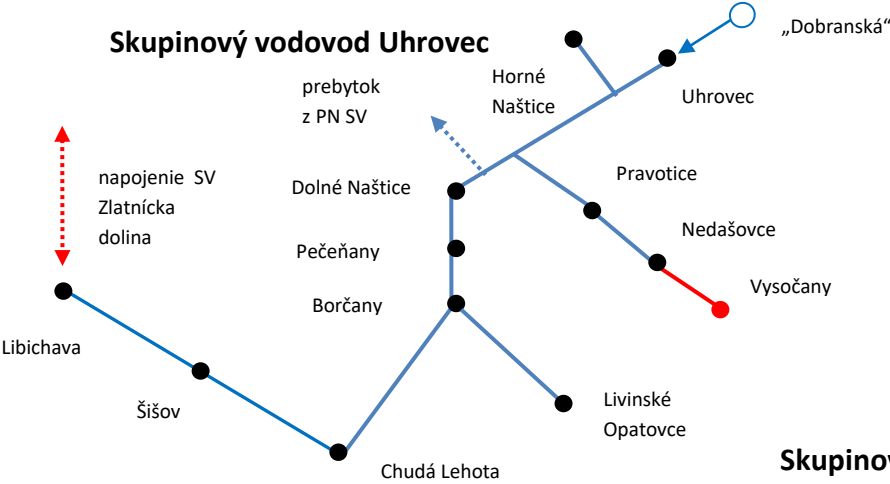 Skupinový vodovod Uhrovec
„Dobranská“
Horné
Naštice
Uhrovec
prebytok
z PN SV
napojenie SV
Zlatnícka
dolina
Pravotice
Dolné Naštice
Nedašovce
Pečeňany
Vysočany
Borčany
Libichava
Šišov
Livinské
Opatovce
Chudá Lehota
Skupinov